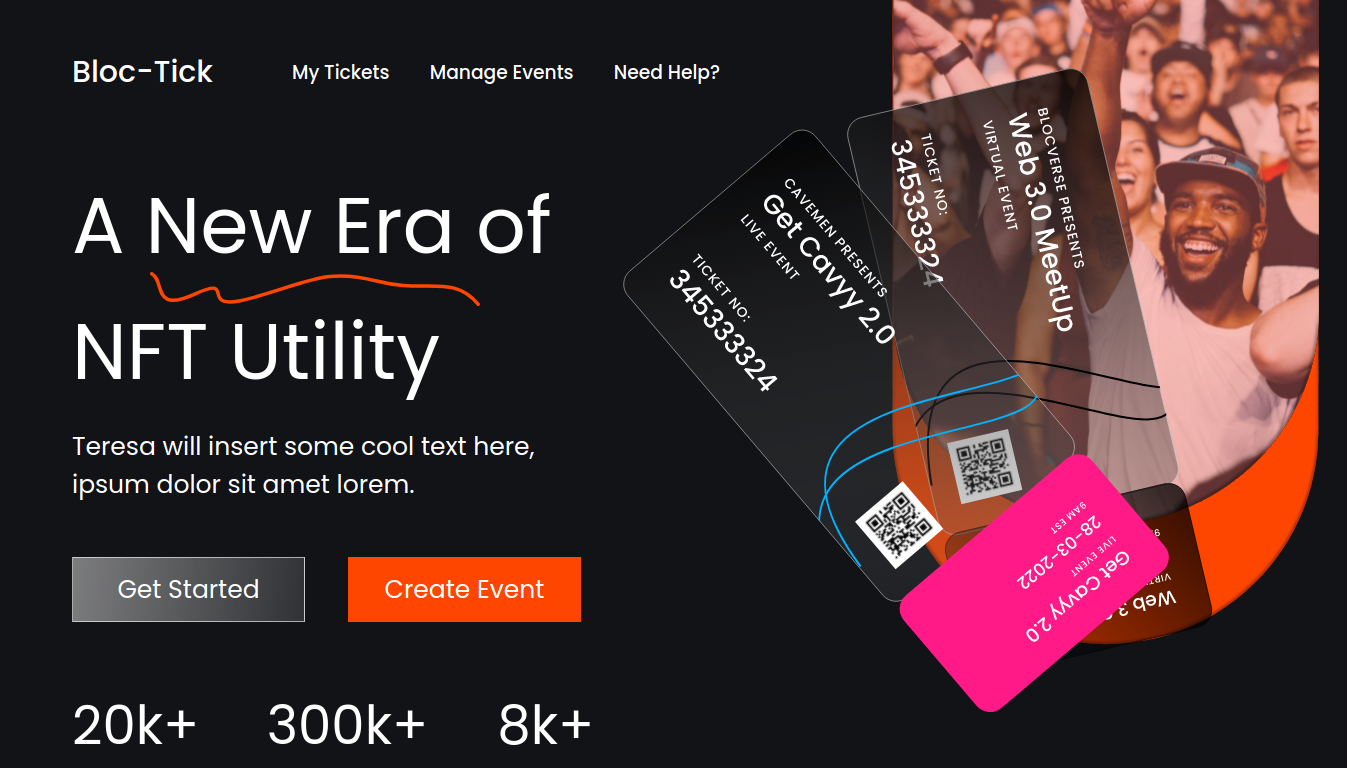 Bloc-Tick
My Tickets
Manage Events
Need Help?
A New Era of
NFT Utility
Teresa will insert some cool text here,
ipsum dolor sit amet lorem.
Get Started
Create Event
20k+
300k+
8k+
BLOCVERSE PRESENTS
Web 3.0 MeetUp
VIRTUAL EVENT
TICKET NO:
345333324
CAVEMEN PRESENTS
Get Cavyy 2.0
LIVE EVENT
TICKET NO:
345333324
Get Cavyy 2.0
LIVE EVENT
28-03-2022
9AM EST
Web 3